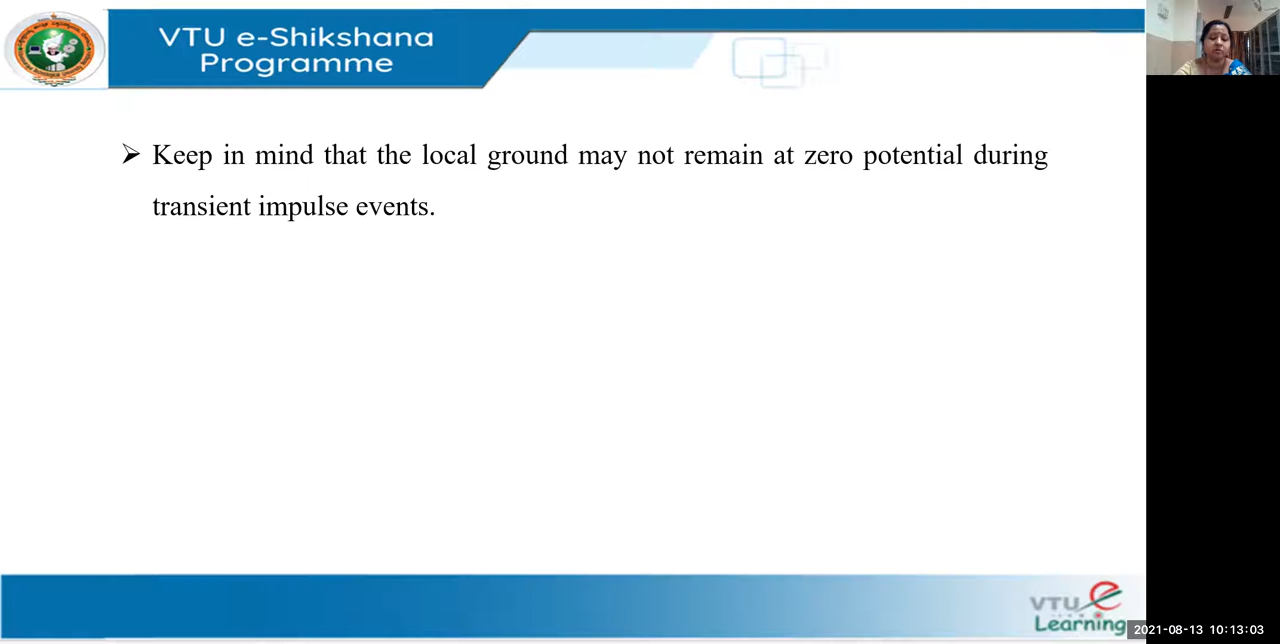 VTU e-Shikshana
Programme
➢ Keep in mind that the local ground may not remain at zero potential during
transient impulse events.
VTU e
Learning
2021-08-13 10:13:03